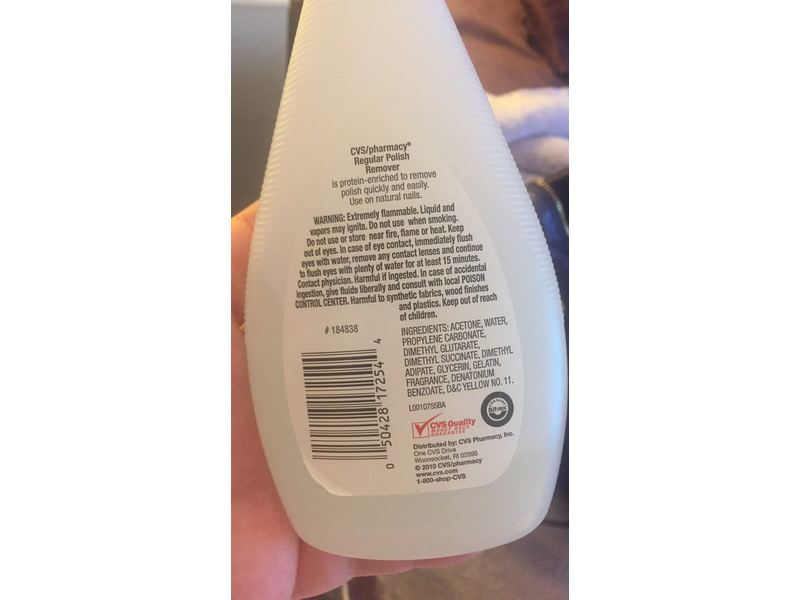 CVS/pharmacy®
Regular Polish
Remover
is protein-enriched to remove
polish quickly and easily.
Use on natural nails.
WARNING: Extremely flammable. Liquid and
vapors may ignite. Do not use when smoking.
Do not use or store near fire, flame or heat. Keep
out of eyes. In case of eye contact, immediately flush
eyes with water, remove any contact lenses and continue
to flush eyes with plenty of water for at least 15 minutes.
Contact physician. Harmful if ingested. In case of accidental
ingestion, give fluids liberally and consult with local POISON
CONTROL CENTER. Harmful to synthetic fabrics, wood finishes
and plastics. Keep out of reach
of children.
# 184838
0 50428 17254 4
INGREDIENTS: ACETONE, WATER,
PROPYLENE CARBONATE,
DIMETHYL GLUTARATE,
DIMETHYL SUCCINATE, DIMETHYL
ADIPATE, GLYCERIN, GELATIN,
FRAGRANCE, DENATONIUM
BENZOATE, D&C YELLOW NO. 11.
L0010755BA
CONTAINS
Bitrex
CVS Quality
MONEY BACK
GUARANTEE
Distributed by: CVS Pharmacy, Inc.
One CVS Drive
Woonsocket, RI 02895
© 2010 CVS/pharmacy
www.cvs.com
1-800-shop-CVS